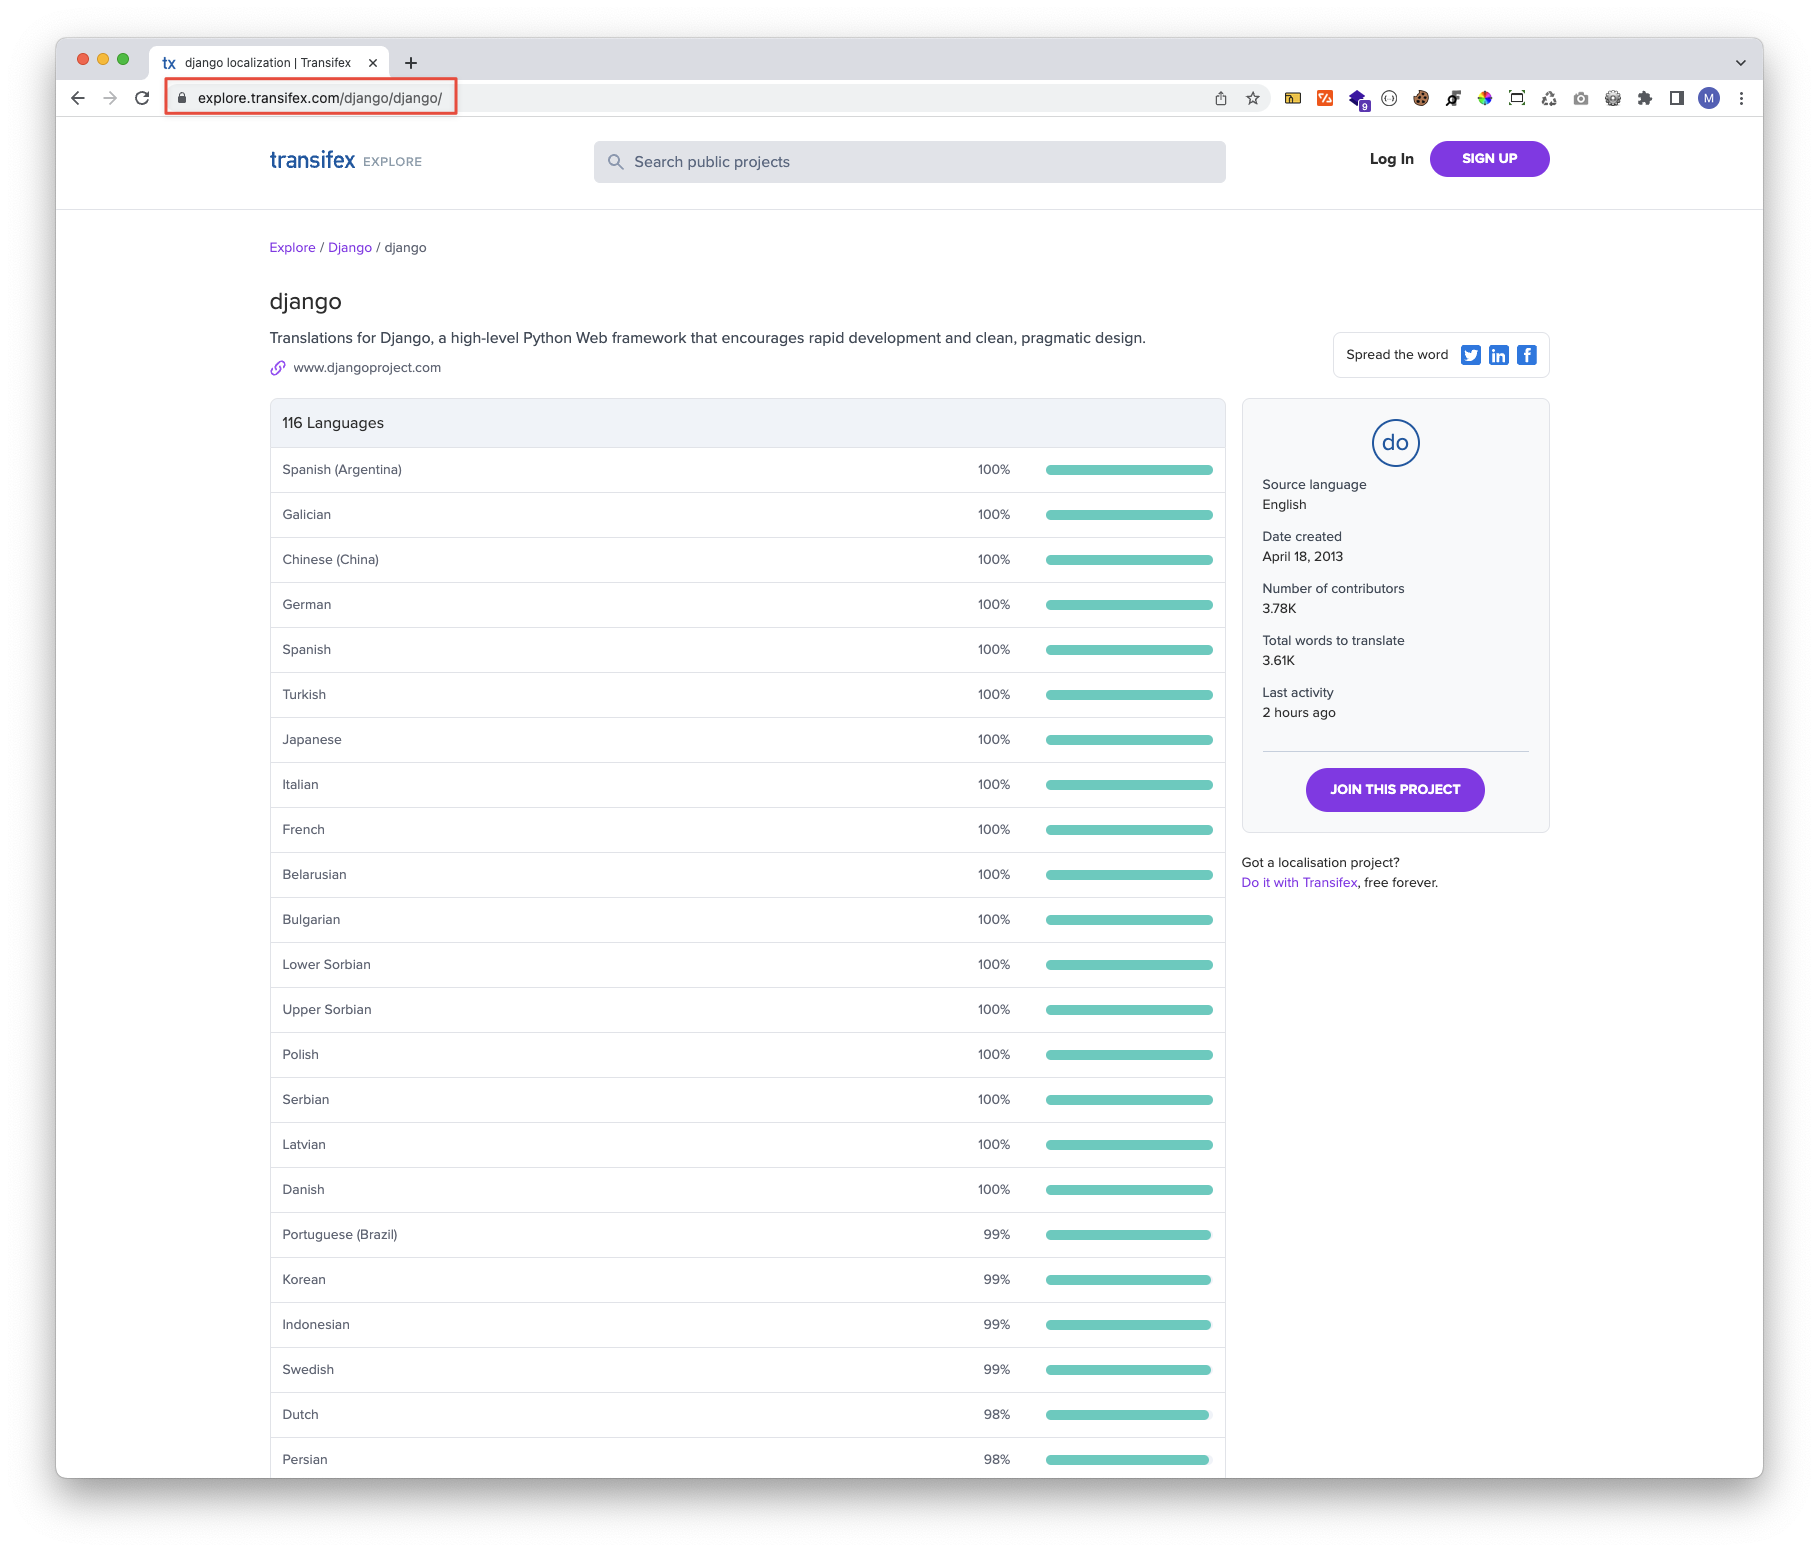 tx django localization | Transifex
explore.transifex.com/django/django/
9
M
transifex EXPLORE
Search public projects
Log In
SIGN UP
Explore / Django / django
django
Translations for Django, a high-level Python Web framework that encourages rapid development and clean, pragmatic design.
www.djangoproject.com
Spread the word
116 Languages
Spanish (Argentina) 100%
Galician 100%
Chinese (China) 100%
German 100%
Spanish 100%
Turkish 100%
Japanese 100%
Italian 100%
French 100%
Belarusian 100%
Bulgarian 100%
Lower Sorbian 100%
Upper Sorbian 100%
Polish 100%
Serbian 100%
Latvian 100%
Danish 100%
Portuguese (Brazil) 99%
Korean 99%
Indonesian 99%
Swedish 99%
Dutch 98%
Persian 98%
do
Source language
English
Date created
April 18, 2013
Number of contributors
3.78K
Total words to translate
3.61K
Last activity
2 hours ago
JOIN THIS PROJECT
Got a localisation project?
Do it with Transifex, free forever.